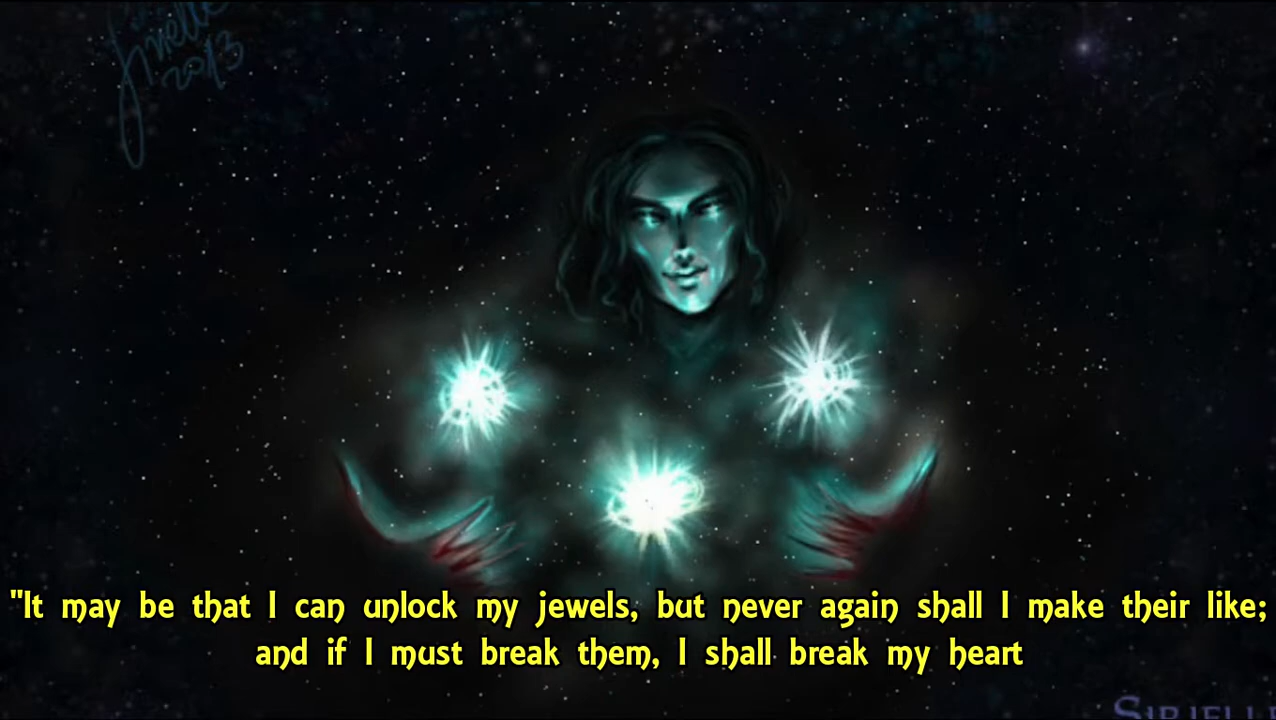 2013
"It may be that I can unlock my jewels, but never again shall I make their like;
and if I must break them, I shall break my heart